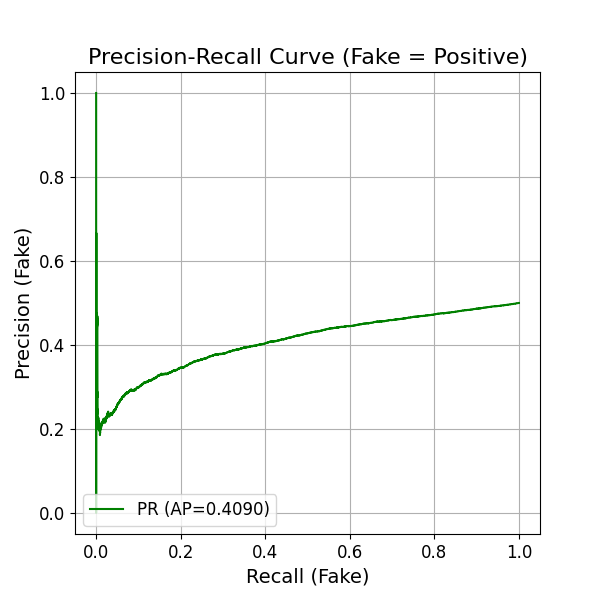 Precision-Recall Curve (Fake = Positive)
1.0
0.8
0.6
0.4
0.2
0.0
Precision (Fake)
PR (AP=0.4090)
0.0 0.2 0.4 0.6 0.8 1.0
Recall (Fake)